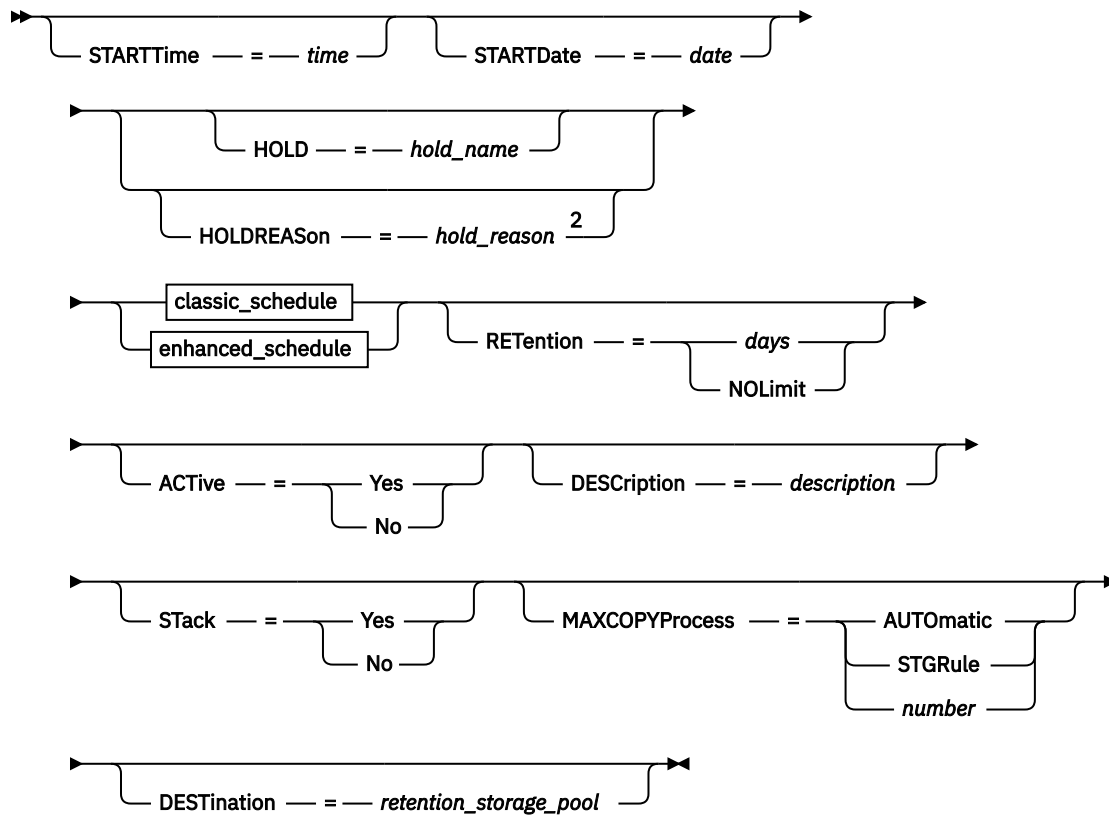 STARTTime = time STARTDate = date
HOLD = hold_name
HOLDREASon = hold_reason 2
classic_schedule
enhanced_schedule
RETention = days
NOLimit
ACTive = Yes
No
DESCription = description
STack = Yes
No
MAXCOPYProcess = AUTOmatic
STGRule
number
DESTination = retention_storage_pool